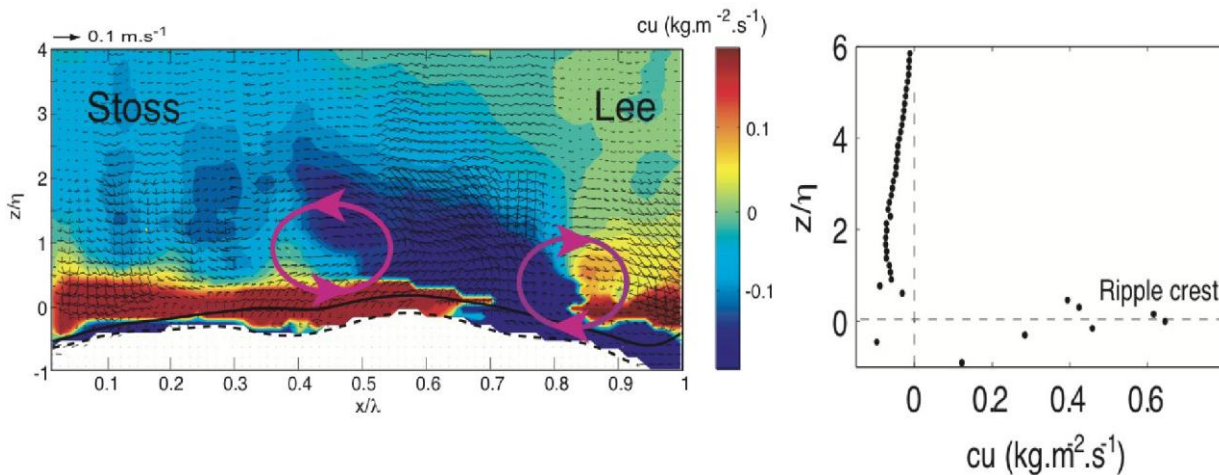 0.1 m.s⁻¹
cu (kg.m⁻².s⁻¹)
4
3
2
1
0
-1
z/η
Stoss
Lee
0.1 0.2 0.3 0.4 0.5 0.6 0.7 0.8 0.9 1
x/λ
0.1
0
-0.1
6
4
2
0
z/η
Ripple crest
0 0.2 0.4 0.6
cu (kg.m⁻².s⁻¹)